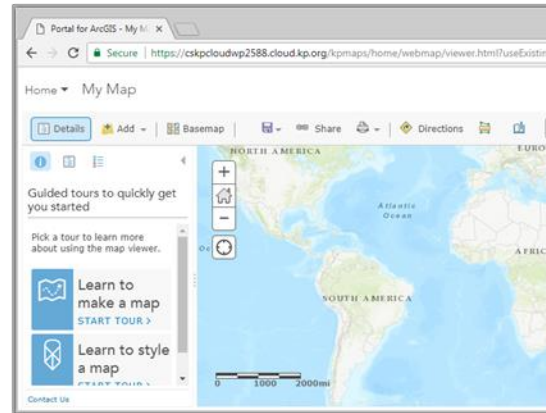 Portal for ArcGIS - My M
Secure | https://cskpcloudwp2588.cloud.kp.org/kpmaps/home/webmap/viewer.html?useExistin
Home My Map
Details Add Basemap Share Directions
Guided tours to quickly get
you started
Pick a tour to learn more
about using the map viewer.
Learn to
make a map
START TOUR >
Learn to style
a map
START TOUR >
Contact Us
NORTH AMERICA
EURO
Atlantic
Ocean
AFRIC
SOUTH AMERICA
0 1000 2000mi